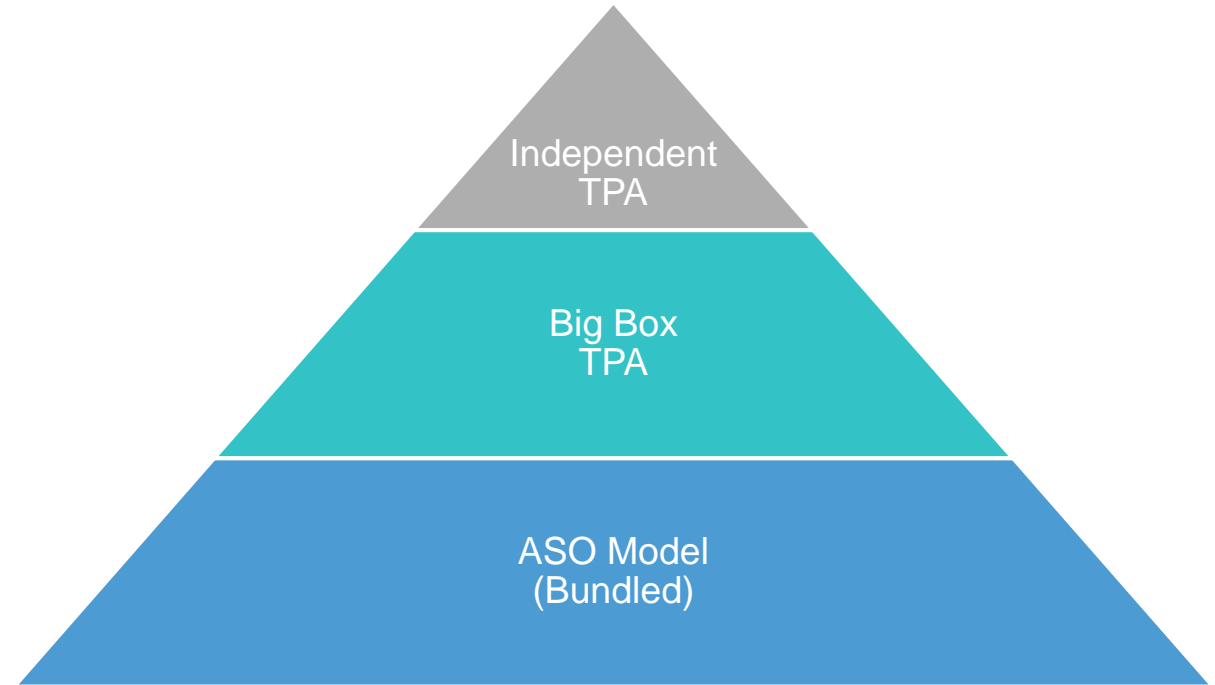 Independent
TPA
Big Box
TPA
ASO Model
(Bundled)